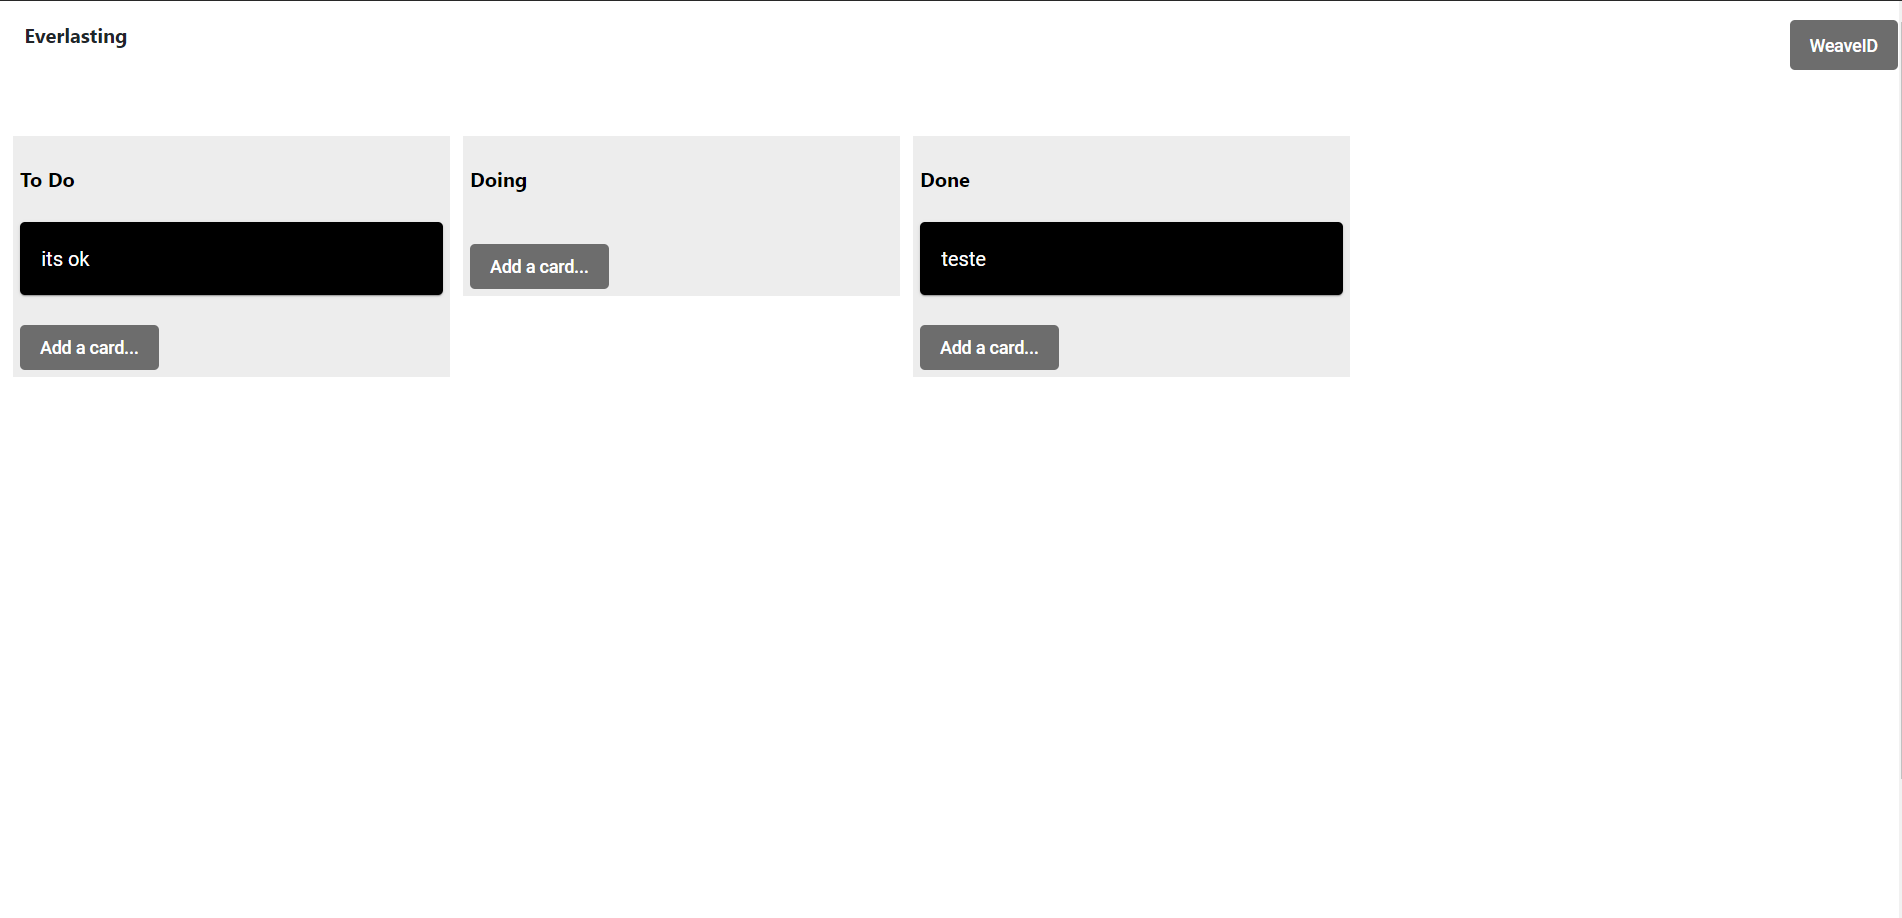 Everlasting
WeaveID
To Do
its ok
Add a card...
Doing
Add a card...
Done
teste
Add a card...